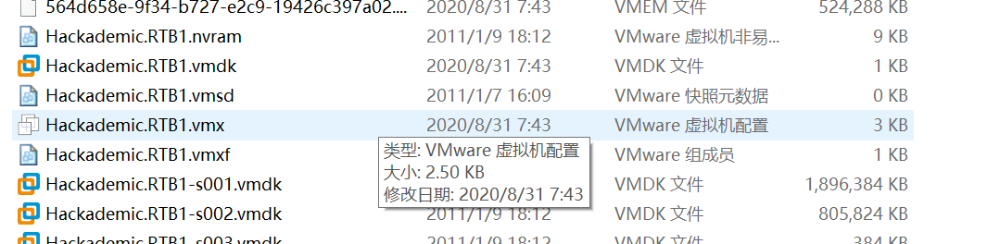 564d658e-9f34-b727-e2c9-19426c397a02.... 2020/8/31 7:43 VMEM 文件 524,288 KB
Hackademic.RTB1.nvram 2011/1/9 18:12 VMware 虚拟机非易... 9 KB
Hackademic.RTB1.vmdk 2020/8/31 7:43 VMDK 文件 1 KB
Hackademic.RTB1.vmsd 2011/1/7 16:09 VMware 快照元数据 0 KB
Hackademic.RTB1.vmx 2020/8/31 7:43 VMware 虚拟机配置 3 KB
Hackademic.RTB1.vmxf VMware 组成员 1 KB
类型: VMware 虚拟机配置
大小: 2.50 KB
修改日期: 2020/8/31 7:43
Hackademic.RTB1-s001.vmdk VMDK 文件 1,896,384 KB
Hackademic.RTB1-s002.vmdk 2011/1/9 18:12 VMDK 文件 805,824 KB
Hackademic.RTB1-s003.vmdk 2011/1/9 18:12 VMDK 文件 384 KB